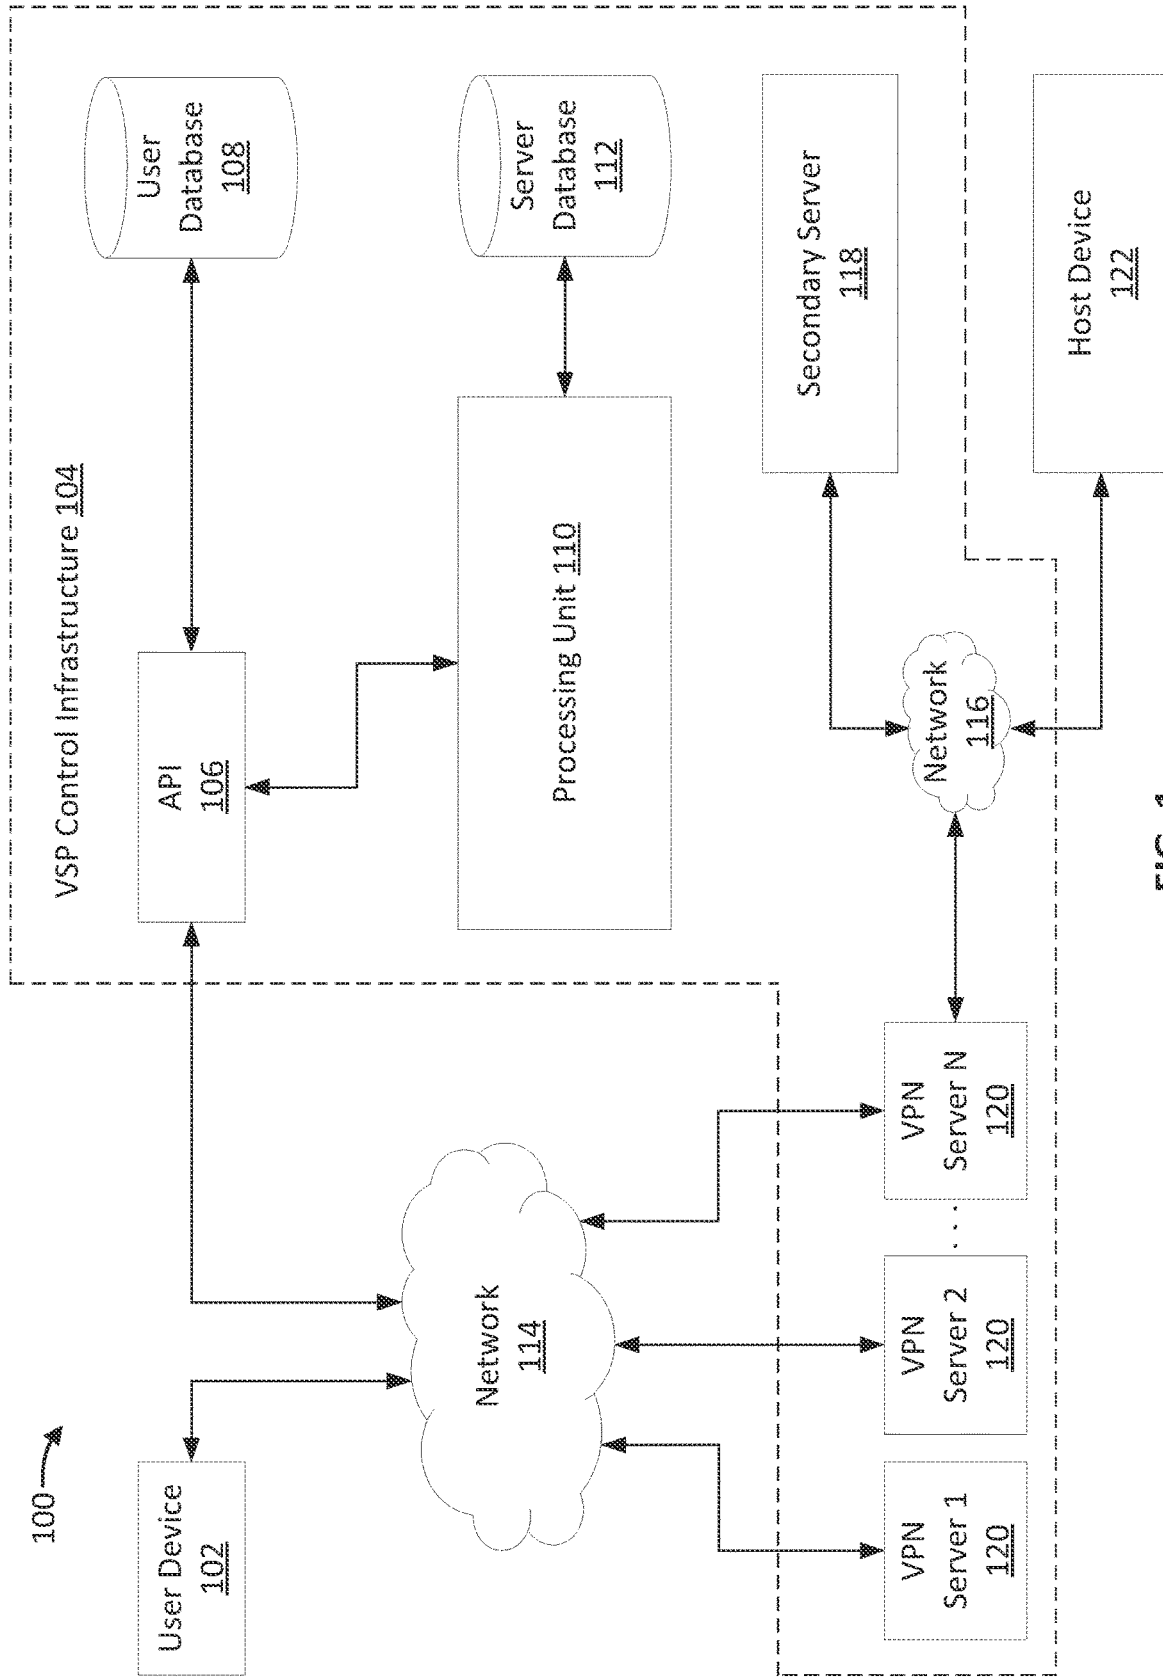 100
User Device
102
Network
114
VSP Control Infrastructure 104
API
106
User
Database
108
Processing Unit 110
Server
Database
112
VPN
Server 1
120
VPN
Server 2
120
. . .
VPN
Server N
120
Network
116
Secondary Server
118
Host Device
122